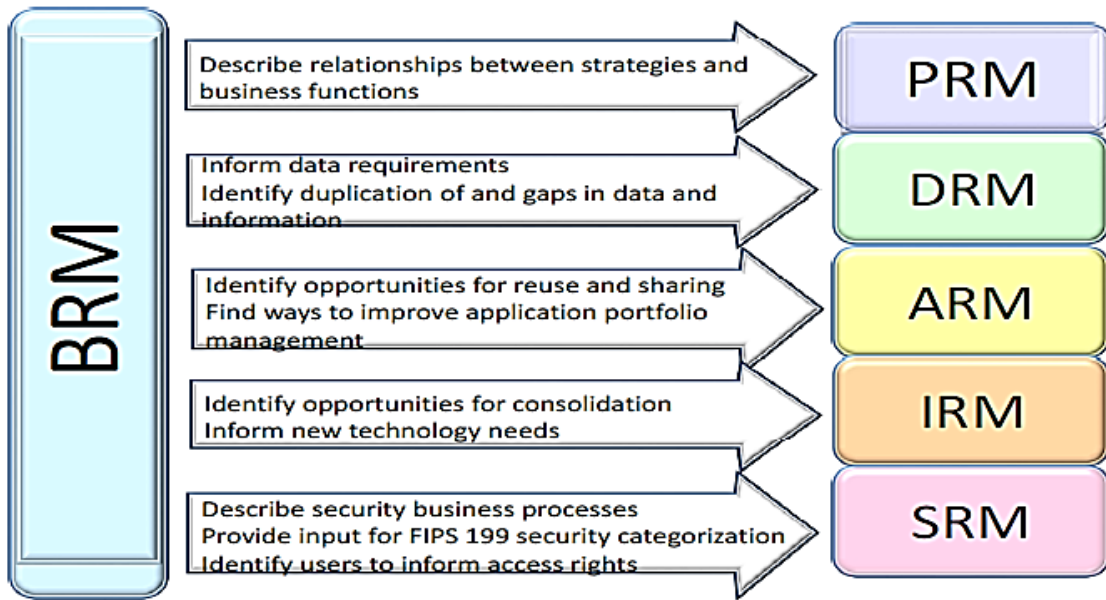 BRM
Describe relationships between strategies and
business functions
PRM
Inform data requirements
Identify duplication of and gaps in data and
information
DRM
Identify opportunities for reuse and sharing
Find ways to improve application portfolio
management
ARM
Identify opportunities for consolidation
Inform new technology needs
IRM
Describe security business processes
Provide input for FIPS 199 security categorization
Identify users to inform access rights
SRM